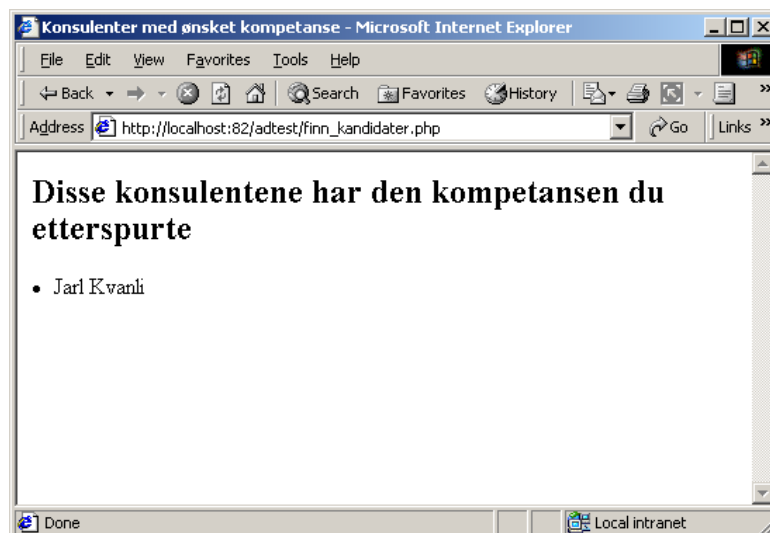 Konsulenter med ønsket kompetanse - Microsoft Internet Explorer
File Edit View Favorites Tools Help
Back Search Favorites History »
Address http://localhost:82/adtest/finn_kandidater.php Go Links »
Disse konsulentene har den kompetansen du
etterspurte
• Jarl Kvanli
Done Local intranet